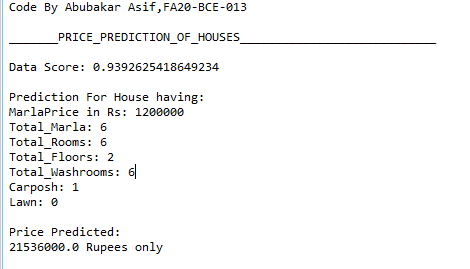 Code By Abubakar Asif,FA20-BCE-013
_______PRICE_PREDICTION_OF_HOUSES____________________________
Data Score: 0.9392625418649234
Prediction For House having:
MarlaPrice in Rs: 1200000
Total_Marla: 6
Total_Rooms: 6
Total_Floors: 2
Total_Washrooms: 6
Carposh: 1
Lawn: 0
Price Predicted:
21536000.0 Rupees only